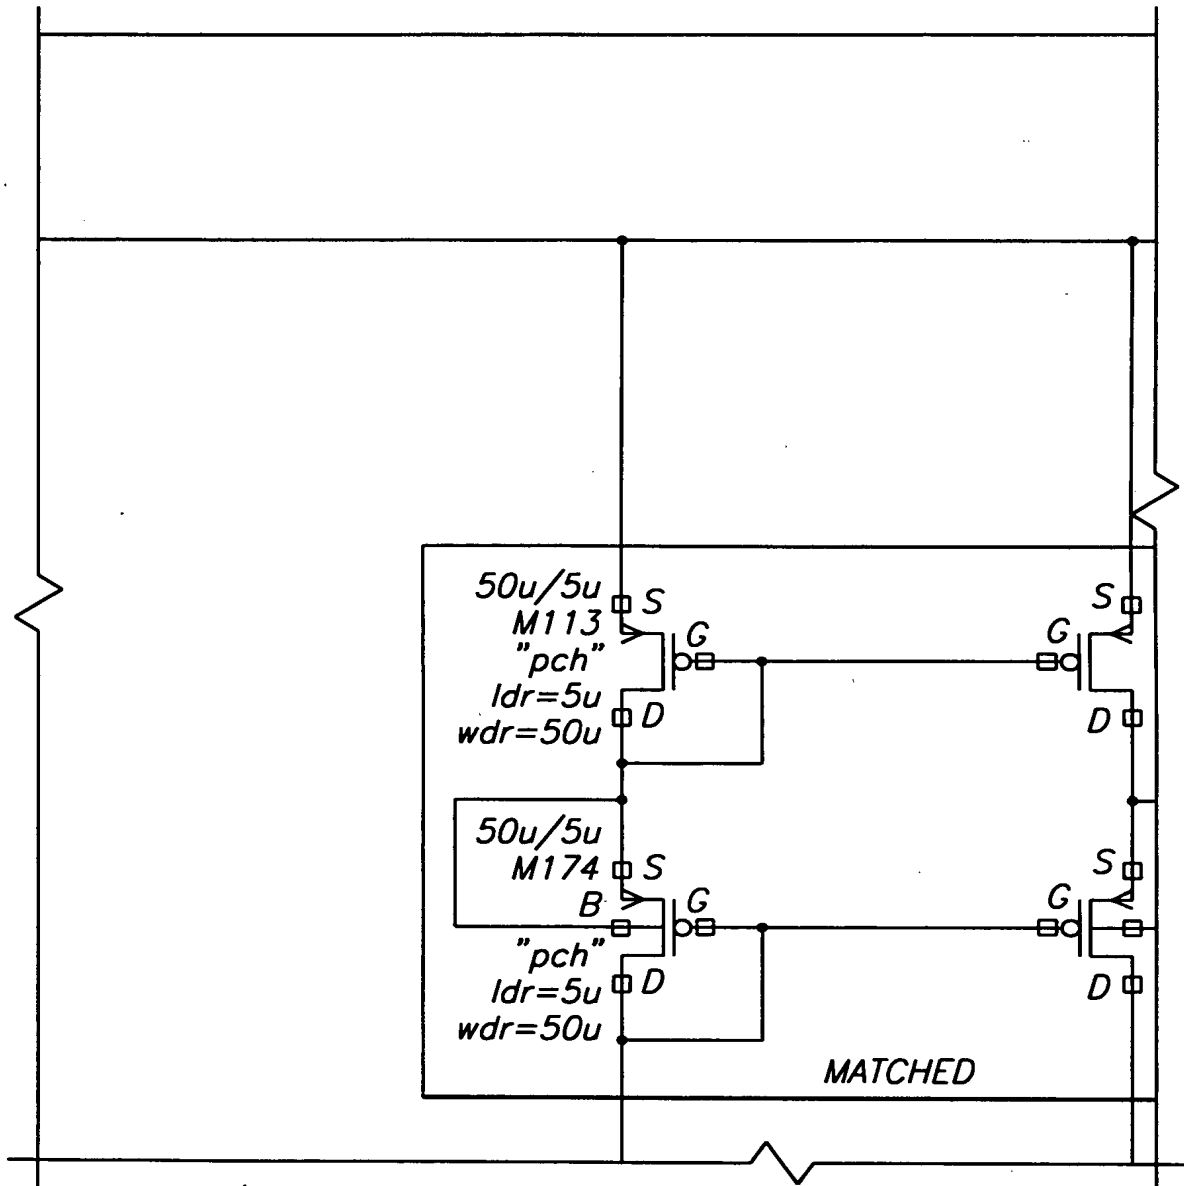 50u/5u S
M113
"pch"
ldr=5u
wdr=50u
G
D
S
G
D
50u/5u
M174 S
B
G
"pch"
ldr=5u
wdr=50u
D
S
G
D
MATCHED